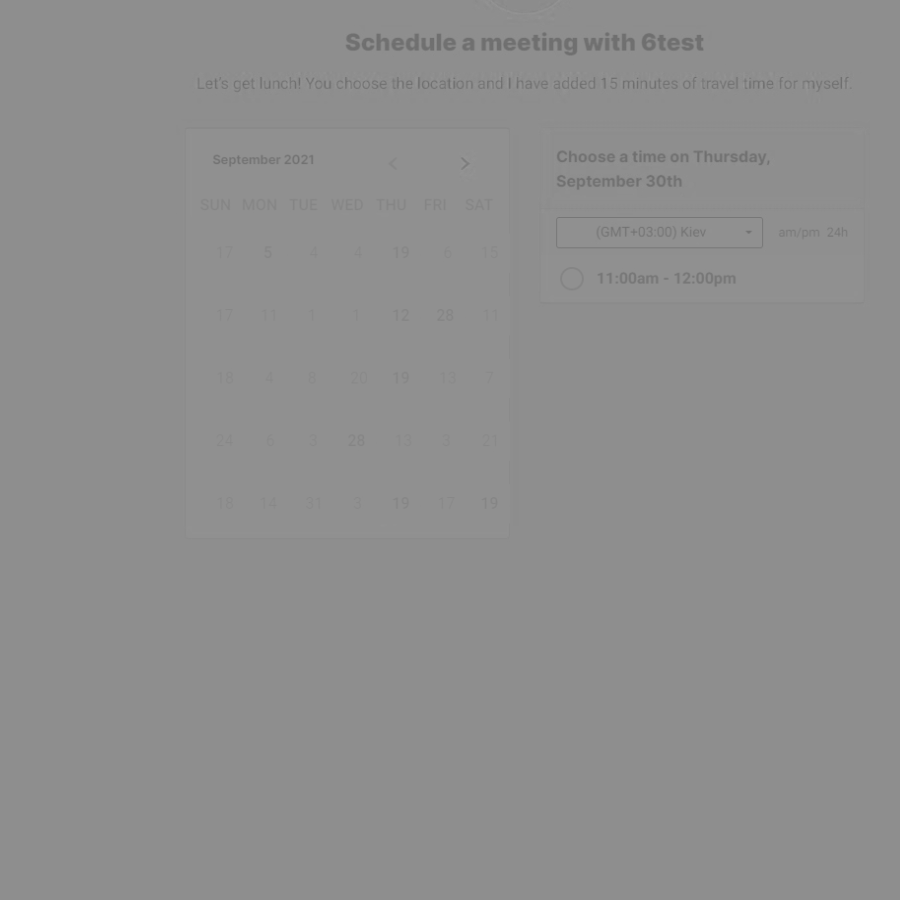 Schedule a meeting with 6test
Let's get lunch! You choose the location and I have added 15 minutes of travel time for myself.
September 2021
SUN MON TUE WED THU FRI SAT
17 5 4 4 19 6 15
17 11 1 1 12 28 11
18 4 8 20 19 13 7
24 6 3 28 13 3 21
18 14 31 3 19 17 19
Choose a time on Thursday,
September 30th
(GMT+03:00) Kiev am/pm 24h
11:00am - 12:00pm